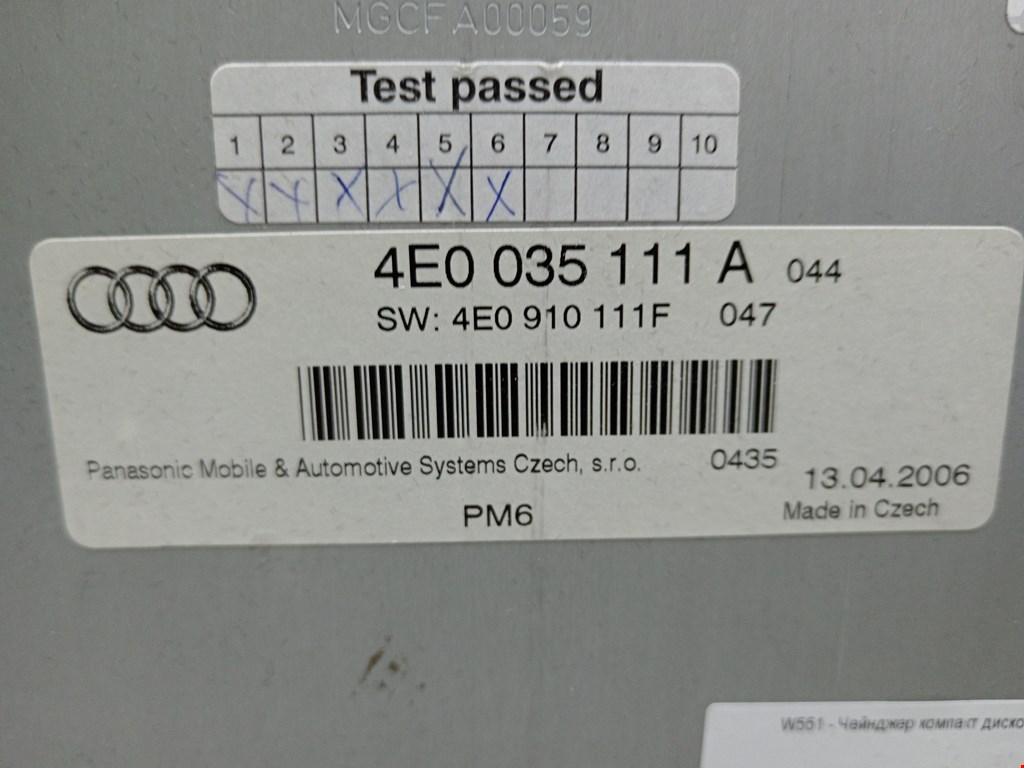 MGCFA00059
Test passed
1 2 3 4 5 6 7 8 9 10
X X X X X X
4E0 035 111 A 044
SW: 4E0 910 111F 047
Panasonic Mobile & Automotive Systems Czech, s.r.o. 0435 13.04.2006
PM6 Made in Czech
W551 - Чейнджер компакт диско